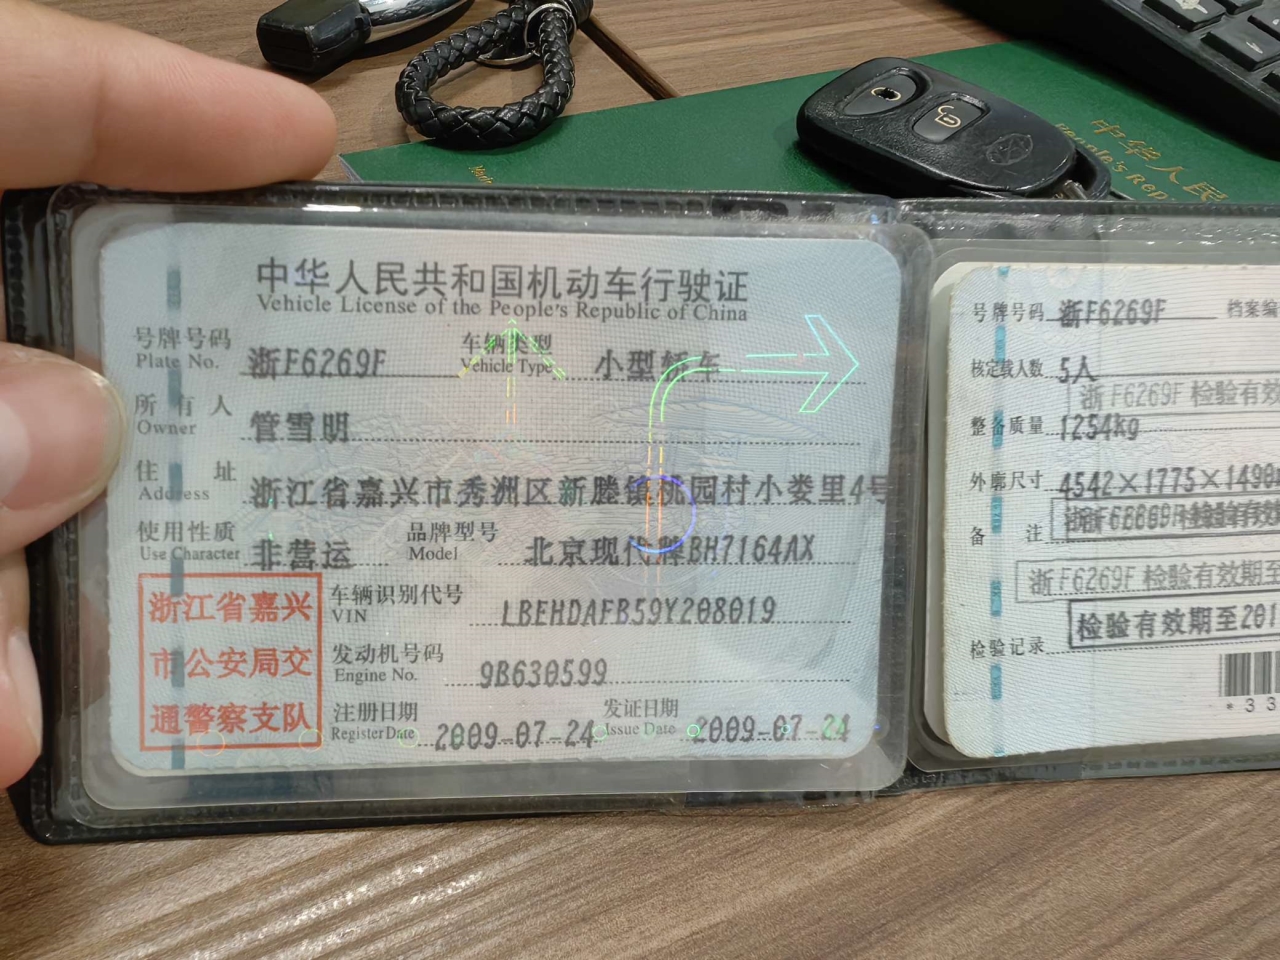 中华人民
People's Rep
中华人民共和国机动车行驶证
Vehicle License of the People's Republic of China
号牌号码 浙F6269F 车辆类型 小型轿车
Plate No. Vehicle Type
所有人 管雪明
Owner
住址 浙江省嘉兴市秀洲区新塍镇桃园村小娄里4号
Address
使用性质 非营运 品牌型号 北京现代牌BH7164AX
Use Character Model
浙江省嘉兴
市公安局交
通警察支队
车辆识别代号 LBEHDAFB59Y208019
VIN
发动机号码 9B630599
Engine No.
注册日期 2009-07-24 发证日期 2009-07-24
Register Date Issue Date
号牌号码 浙F6269F 档案编
核定载人数 5人
浙F6269F 检验有效
整备质量 1254kg
外廓尺寸 4542×1775×1490
备注
浙F6269F 检验有效期至
检验有效期至201
检验记录
*33